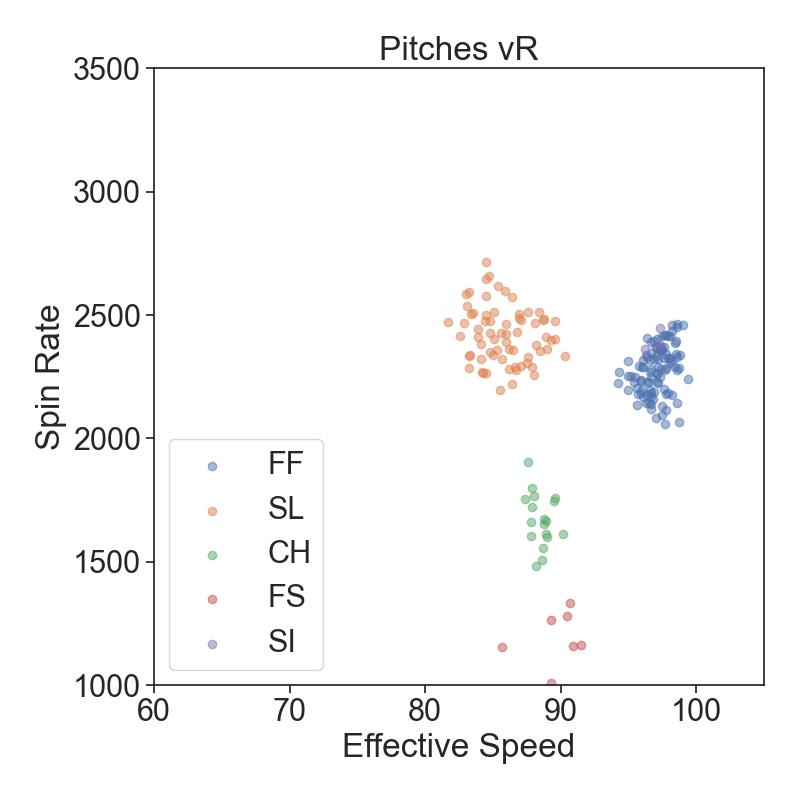 Pitches vR
3500
3000
2500
2000
1500
1000
Spin Rate
FF
SL
CH
FS
SI
60 70 80 90 100
Effective Speed